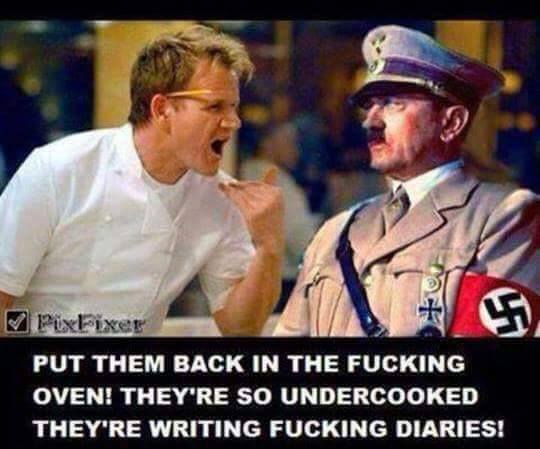 PixFixer
PUT THEM BACK IN THE FUCKING
OVEN! THEY'RE SO UNDERCOOKED
THEY'RE WRITING FUCKING DIARIES!